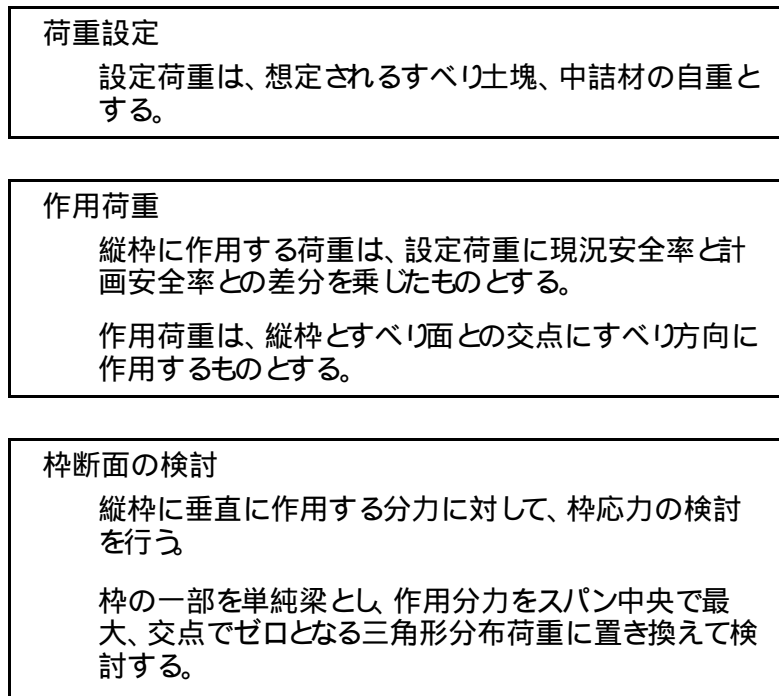 荷重設定
設定荷重は、想定されるすべり土塊、中詰材の自重と
する。
作用荷重
縦枠に作用する荷重は、設定荷重に現況安全率と計
画安全率との差分を乗じたものとする。
作用荷重は、縦枠とすべり面との交点にすべり方向に
作用するものとする。
枠断面の検討
縦枠に垂直に作用する分力に対して、枠応力の検討
を行う。
枠の一部を単純梁とし、作用分力をスパン中央で最
大、交点でゼロとなる三角形分布荷重に置き換えて検
討する。